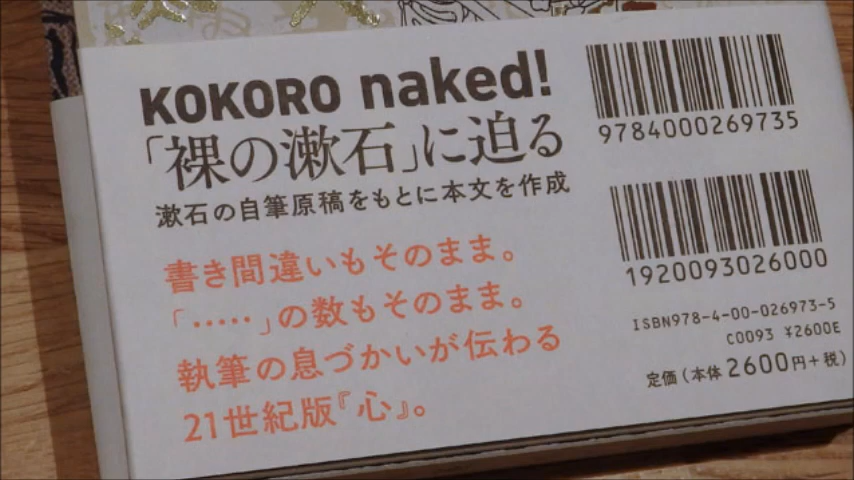 KOKORO naked!
「裸の漱石」に迫る
漱石の自筆原稿をもとに本文を作成
書き間違いもそのまま。
「・・・・・」の数もそのまま。
執筆の息づかいが伝わる
21世紀版『心』。
9784000269735
1920093026000
ISBN978-4-00-026973-5
C0093 ¥2600E
定価（本体2600円＋税）